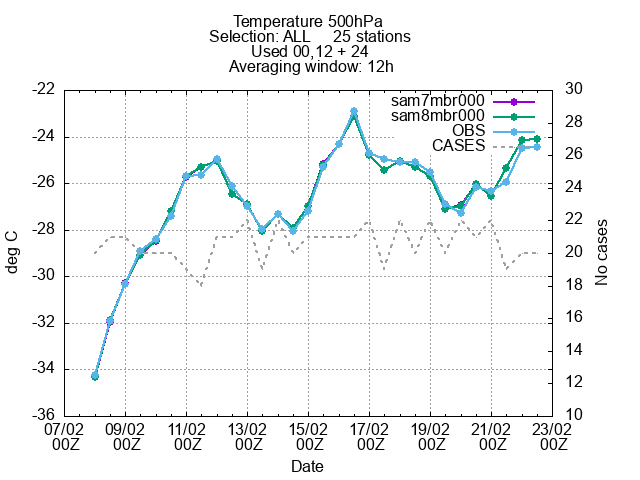 Temperature 500hPa
Selection: ALL 25 stations
Used 00,12 + 24
Averaging window: 12h
sam7mbr000
sam8mbr000
OBS
CASES
-22
-24
-26
-28
-30
-32
-34
-36
deg C
30
28
26
24
22
20
18
16
14
12
10
No cases
07/02 09/02 11/02 13/02 15/02 17/02 19/02 21/02 23/02
00Z 00Z 00Z 00Z 00Z 00Z 00Z 00Z 00Z
Date